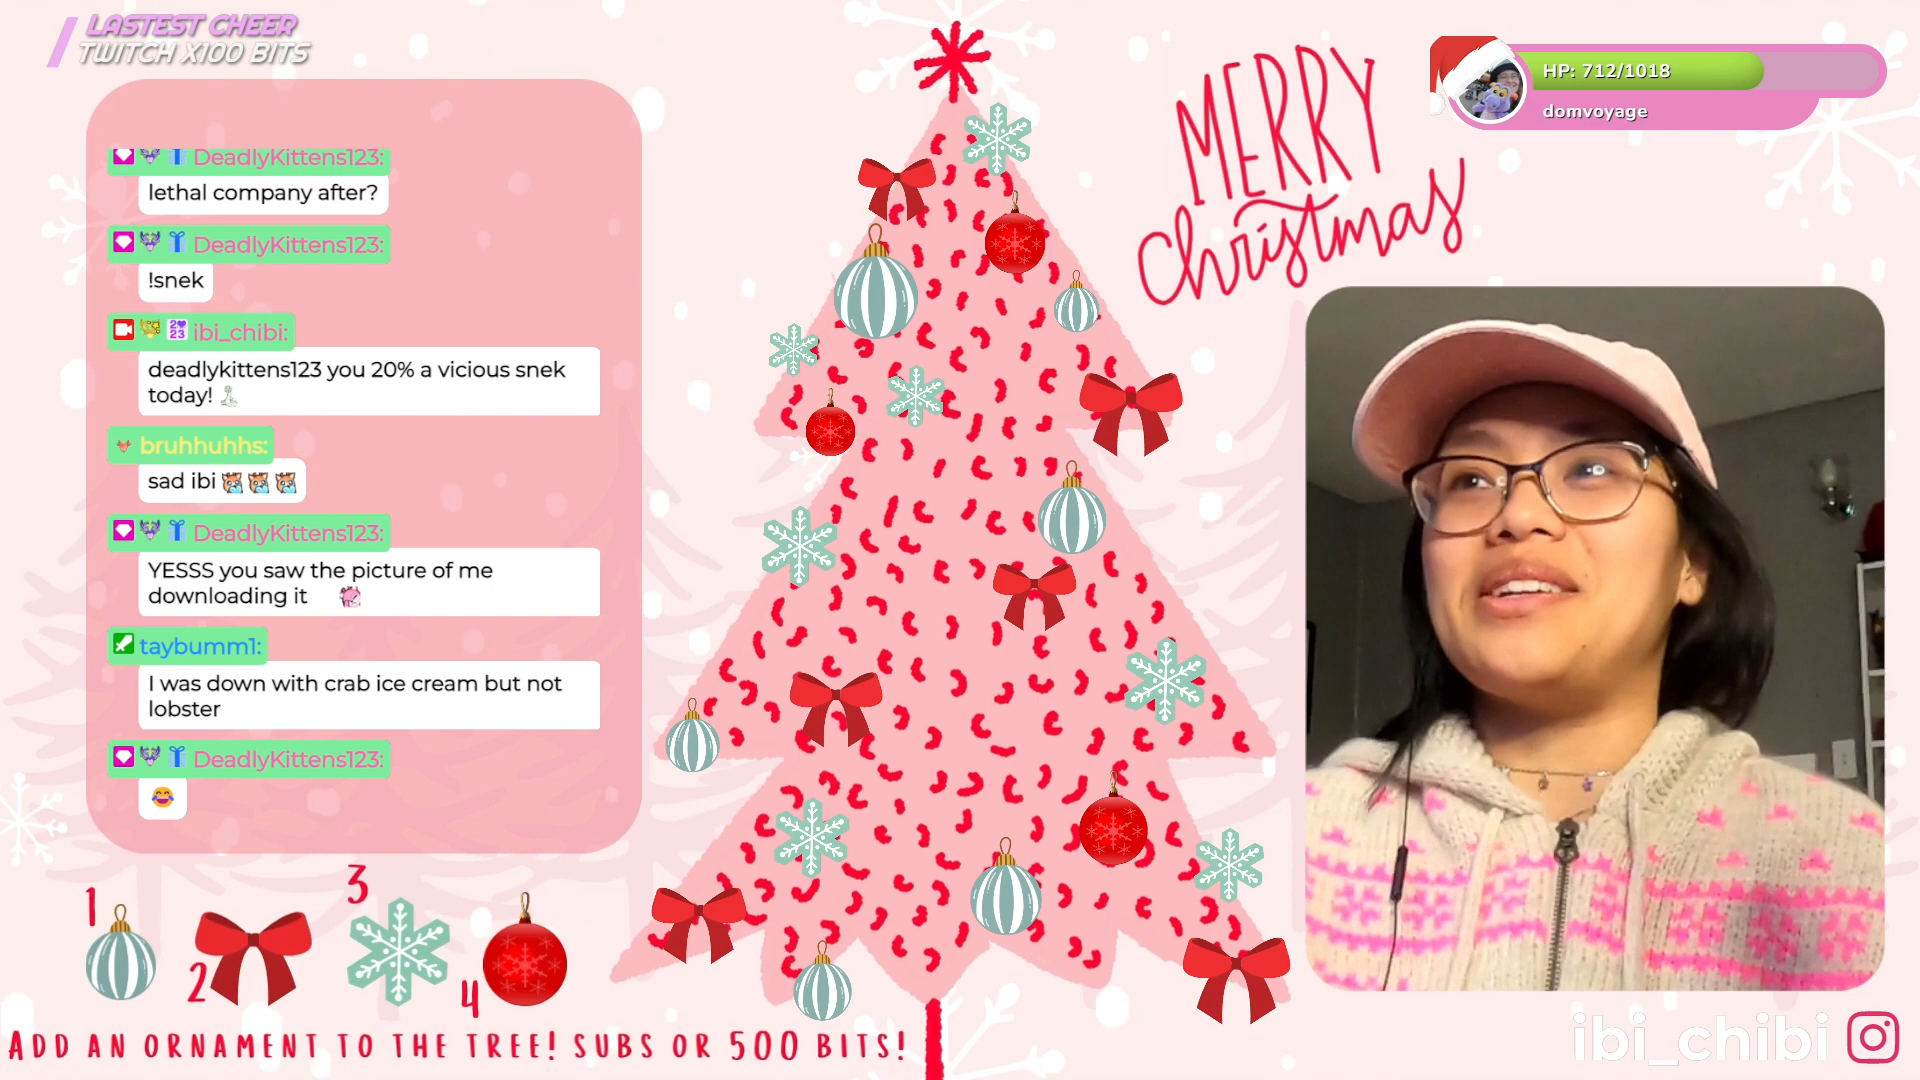 LASTEST CHEER
TWITCH X100 BITS
DeadlyKittens123:
lethal company after?
DeadlyKittens123:
!snek
2 23 ibi_chibi:
deadlykittens123 you 20% a vicious snek
today!
bruhhuhhs:
sad ibi
DeadlyKittens123:
YESSS you saw the picture of me
downloading it
taybumm1:
I was down with crab ice cream but not
lobster
DeadlyKittens123:
1
2
3
4
ADD AN ORNAMENT TO THE TREE! SUBS OR 500 BITS!
MERRY
Christmas
HP: 712/1018
domvoyage
ibi_chibi